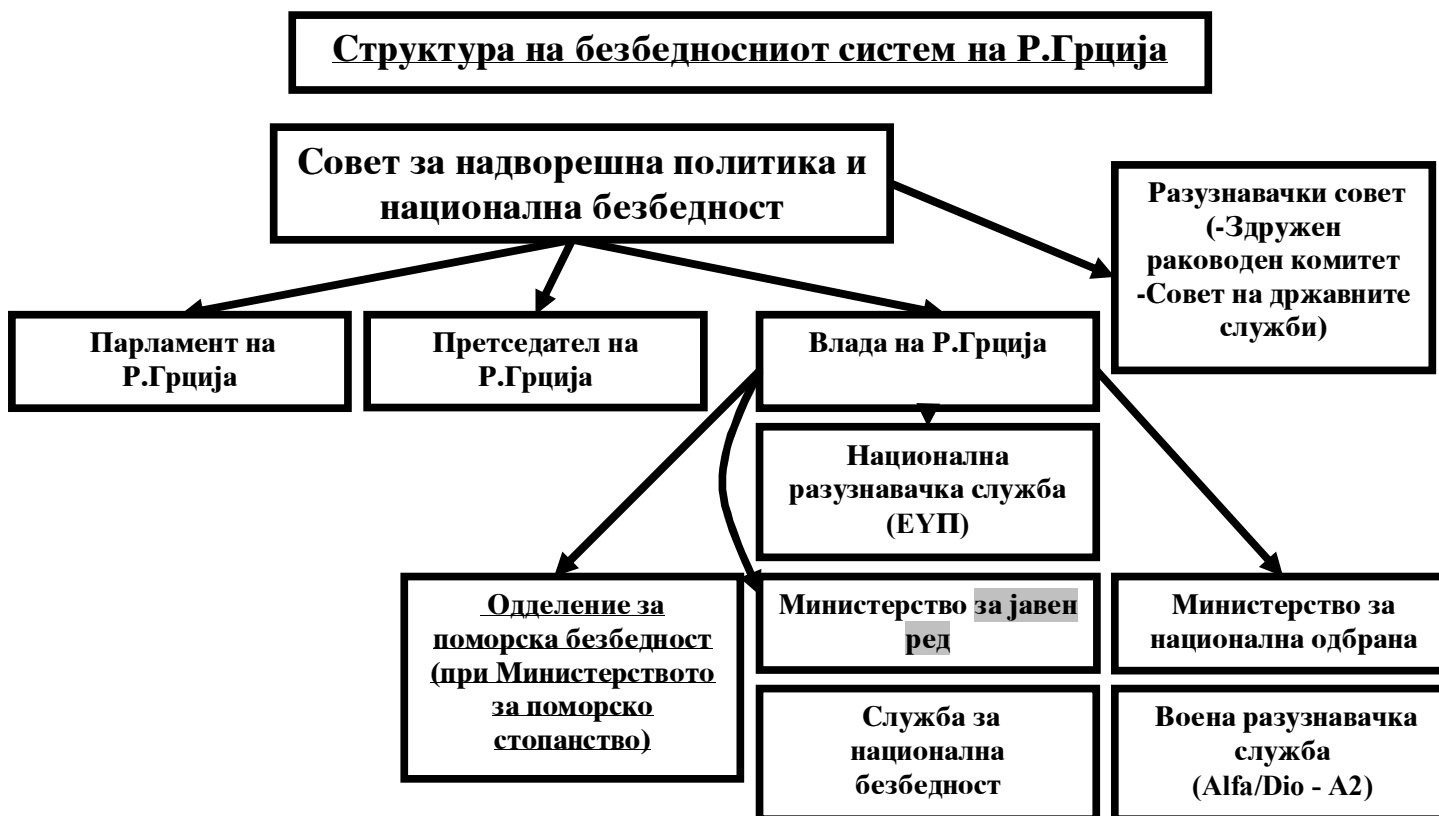 Структура на безбедносниот систем на Р.Грција
Совет за надворешна политика и
национална безбедност
Разузнавачки совет
(-Здружен
раководен комитет
-Совет на државните
служби)
Парламент на
Р.Грција
Претседател на
Р.Грција
Влада на Р.Грција
Национална
разузнавачка служба
(ЕYП)
Одделение за
поморска безбедност
(при Министерството
за поморско
стопанство)
Министерство за јавен
ред
Министерство за
национална одбрана
Служба за
национална
безбедност
Воена разузнавачка
служба
(Alfa/Dio - A2)